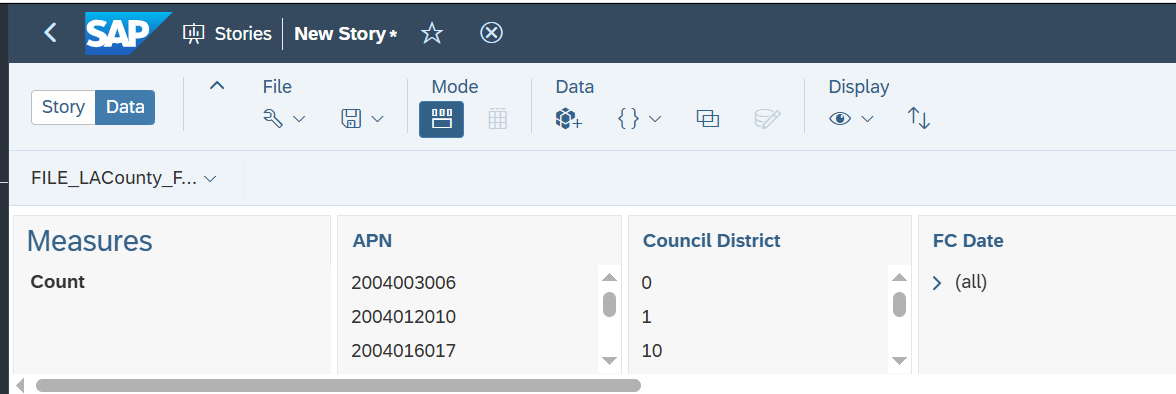 SAP Stories New Story*
File Mode Data Display
Story Data
FILE_LACounty_F...
Measures APN Council District FC Date
Count 2004003006 0 (all)
2004012010 1
2004016017 10